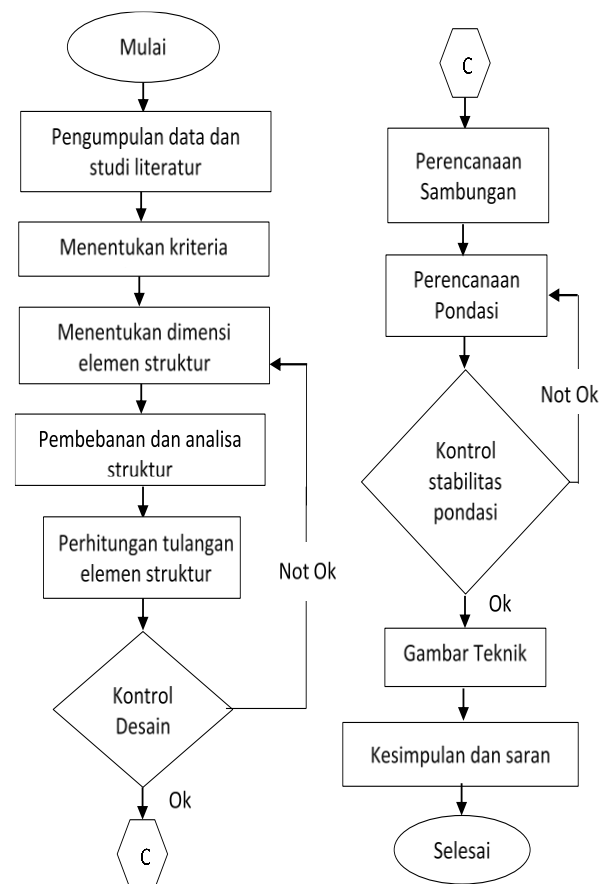 Mulai
Pengumpulan data dan
studi literatur
Menentukan kriteria
Menentukan dimensi
elemen struktur
Pembebanan dan analisa
struktur
Perhitungan tulangan
elemen struktur
Not Ok
Kontrol
Desain
Ok
C
C
Perencanaan
Sambungan
Perencanaan
Pondasi
Not Ok
Kontrol
stabilitas
pondasi
Ok
Gambar Teknik
Kesimpulan dan saran
Selesai